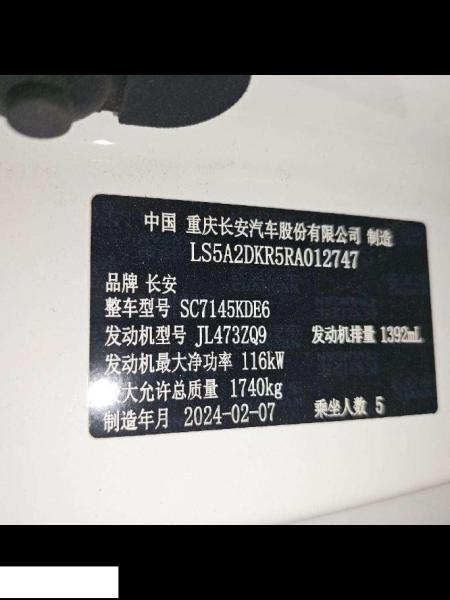 中国 重庆长安汽车股份有限公司 制造
LS5A2DKR5RA012747
品牌 长安
整车型号 SC7145KDE6
发动机型号 JL473ZQ9 发动机排量 1392mL
发动机最大净功率 116kW
最大允许总质量 1740kg
制造年月 2024-02-07 乘坐人数 5